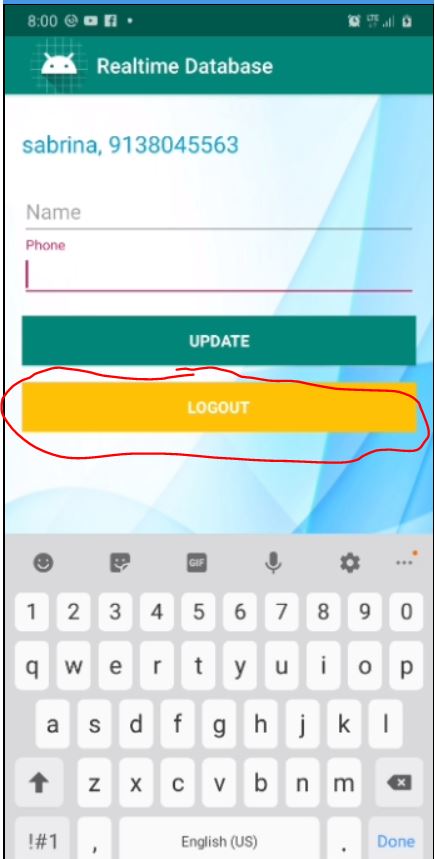 8:00
LTE
Realtime Database
sabrina, 9138045563
Name
Phone
UPDATE
LOGOUT
GIF
1 2 3 4 5 6 7 8 9 0
q w e r t y u i o p
a s d f g h j k l
z x c v b n m
!#1 , English (US) . Done